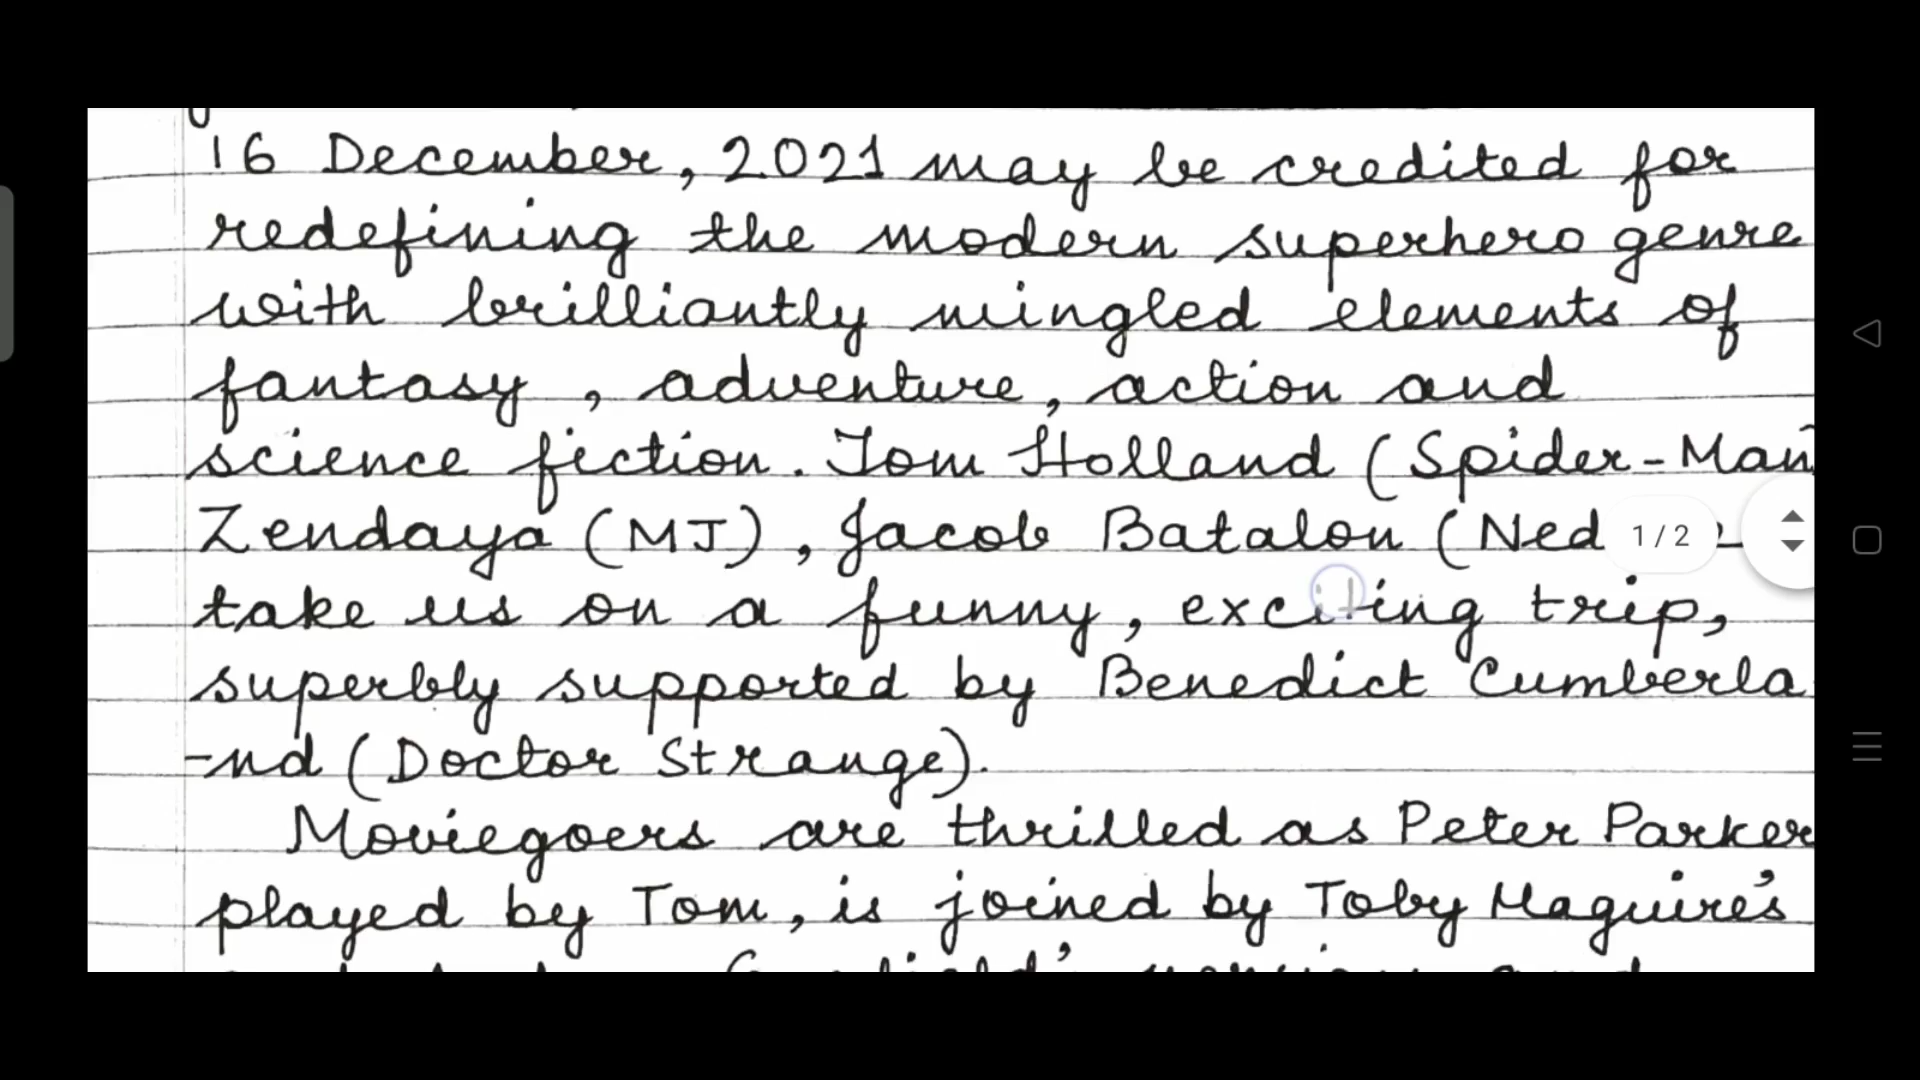 16 December, 2021 may be credited for
redefining the modern superhero genre
with brilliantly mingled elements of
fantasy, adventure, action and
science fiction. Tom Holland (Spider-Man
Zendaya (MJ), Jacob Batalon (Ned
1/2
take us on a funny, exciting trip,
superbly supported by Benedict Cumberla
-nd (Doctor Strange).
Moviegoers are thrilled as Peter Parker
played by Tom, is joined by Toby Maguire's